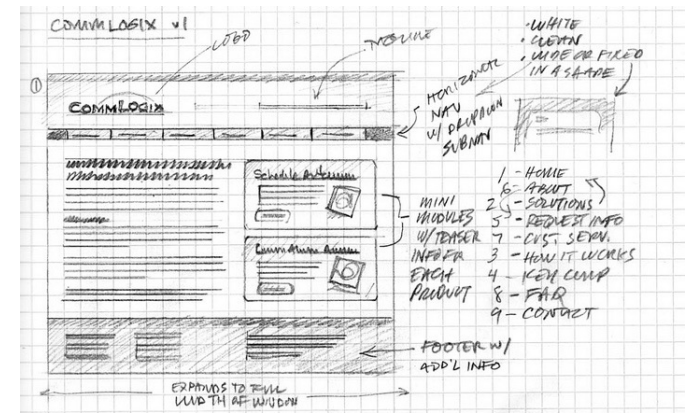 COMMLOGIX v1
LOGO
TAGLINE
• WHITE
• CLEAN
• WIDE OR FIXED
IN A SHAPE
1
COMMLOGIX
HORIZONTAL
NAV
W/ DROPDOWN
SUBNAV
Schedule
MINI
MODULES
W/ TEASER
INFO FOR
EACH
PRODUCT
1 - HOME
6 - ABOUT
2 - SOLUTIONS
5 - REQUEST INFO
7 - CUST. SERV.
3 - HOW IT WORKS
4 - KEY COMP
8 - FAQ
9 - CONTACT
FOOTER W/
ADD'L INFO
EXPANDS TO FULL
WIDTH OF WINDOW